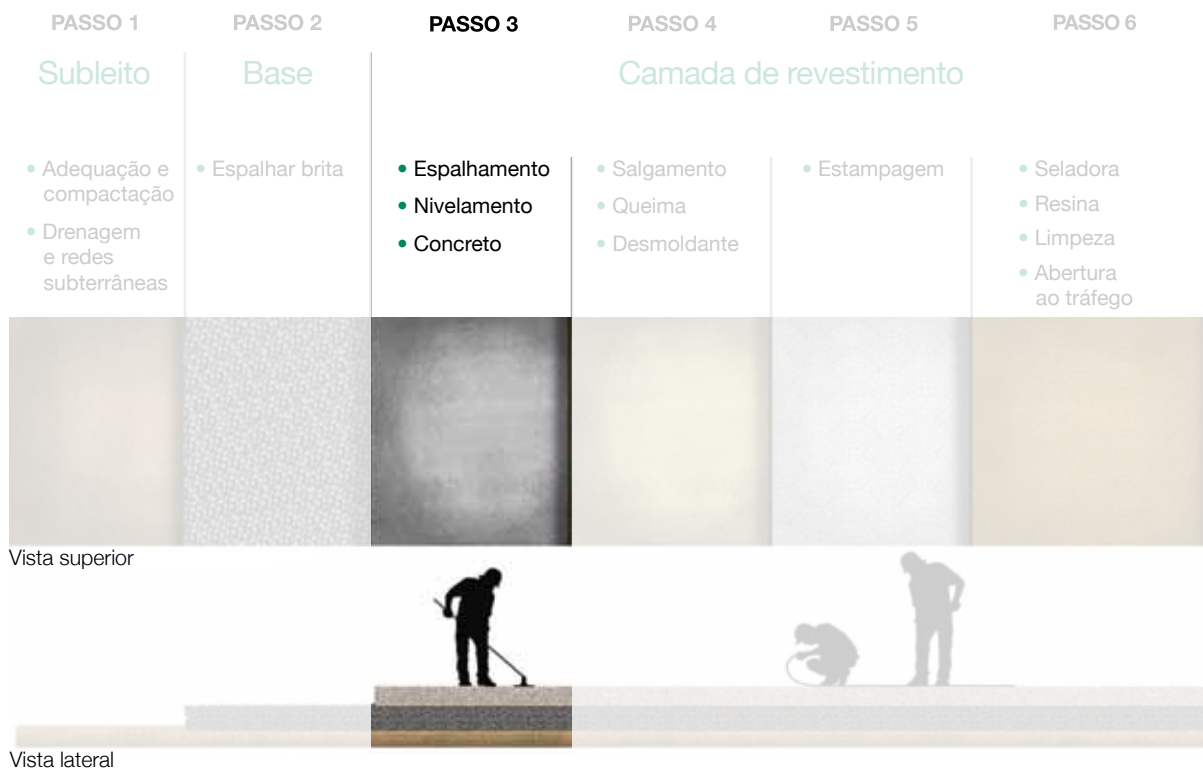 PASSO 1
PASSO 2
PASSO 3
PASSO 4
PASSO 5
PASSO 6
Subleito
Base
Camada de revestimento
• Adequação e
compactação
• Drenagem
e redes
subterrâneas
• Espalhar brita
• Espalhamento
• Nivelamento
• Concreto
• Salgamento
• Queima
• Desmoldante
• Estampagem
• Seladora
• Resina
• Limpeza
• Abertura
ao tráfego
Vista superior
Vista lateral